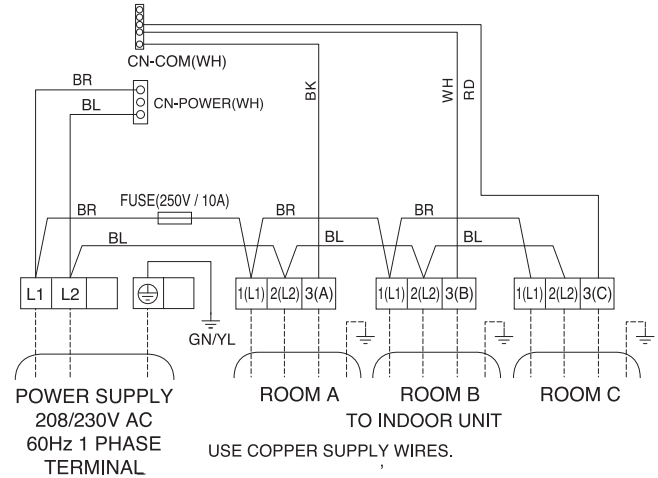 CN-COM(WH)
BR
CN-POWER(WH)
BL
BK
WH
RD
FUSE(250V / 10A)
BR
BR
BR
BL
BL
BL
L1 L2
1(L1) 2(L2) 3(A)
1(L1) 2(L2) 3(B)
1(L1) 2(L2) 3(C)
GN/YL
POWER SUPPLY
208/230V AC
60Hz 1 PHASE
TERMINAL
ROOM A
ROOM B
ROOM C
TO INDOOR UNIT
USE COPPER SUPPLY WIRES.
,